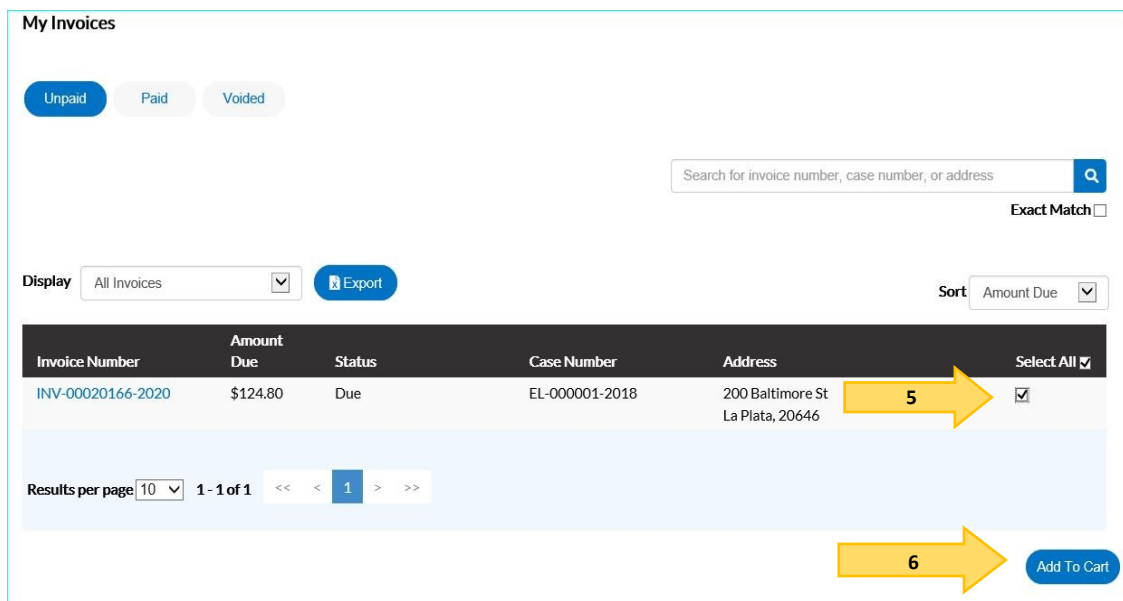 My Invoices
Unpaid Paid Voided
Search for invoice number, case number, or address
Exact Match
Display All Invoices Export Sort Amount Due
Invoice Number Amount Due Status Case Number Address Select All
INV-00020166-2020 $124.80 Due EL-000001-2018 200 Baltimore St 5
La Plata, 20646
Results per page 10 1 - 1 of 1 << < 1 > >>
6 Add To Cart